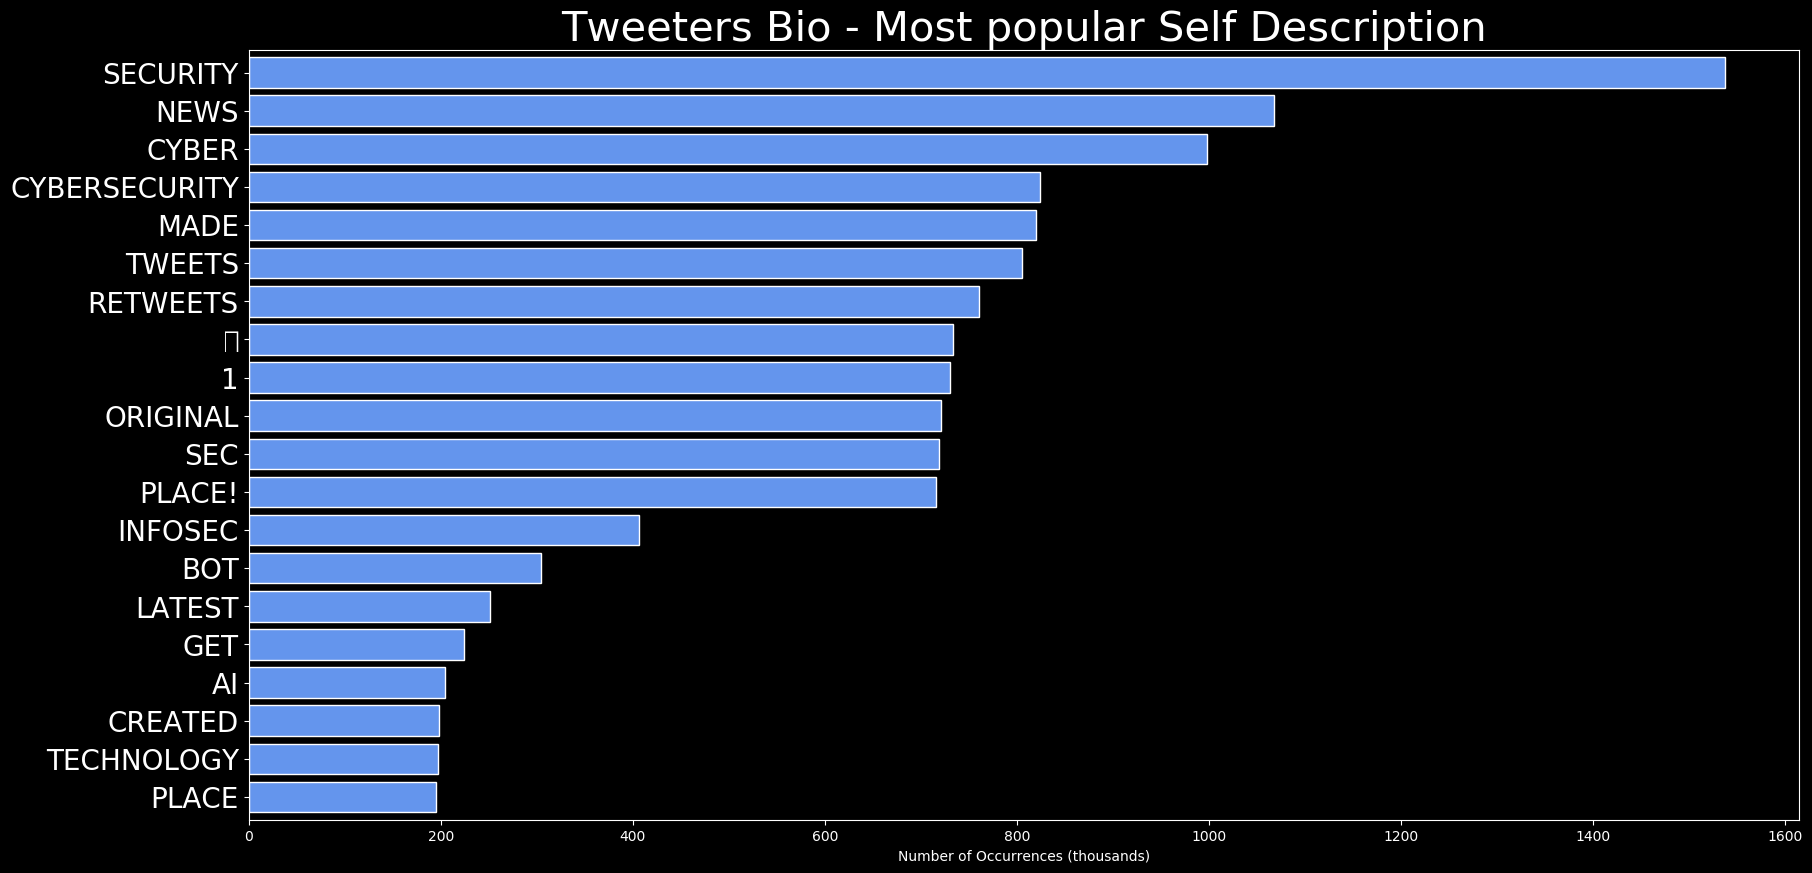 Tweeters Bio - Most popular Self Description
SECURITY
NEWS
CYBER
CYBERSECURITY
MADE
TWEETS
RETWEETS
1
ORIGINAL
SEC
PLACE!
INFOSEC
BOT
LATEST
GET
AI
CREATED
TECHNOLOGY
PLACE
0 200 400 600 800 1000 1200 1400 1600
Number of Occurrences (thousands)